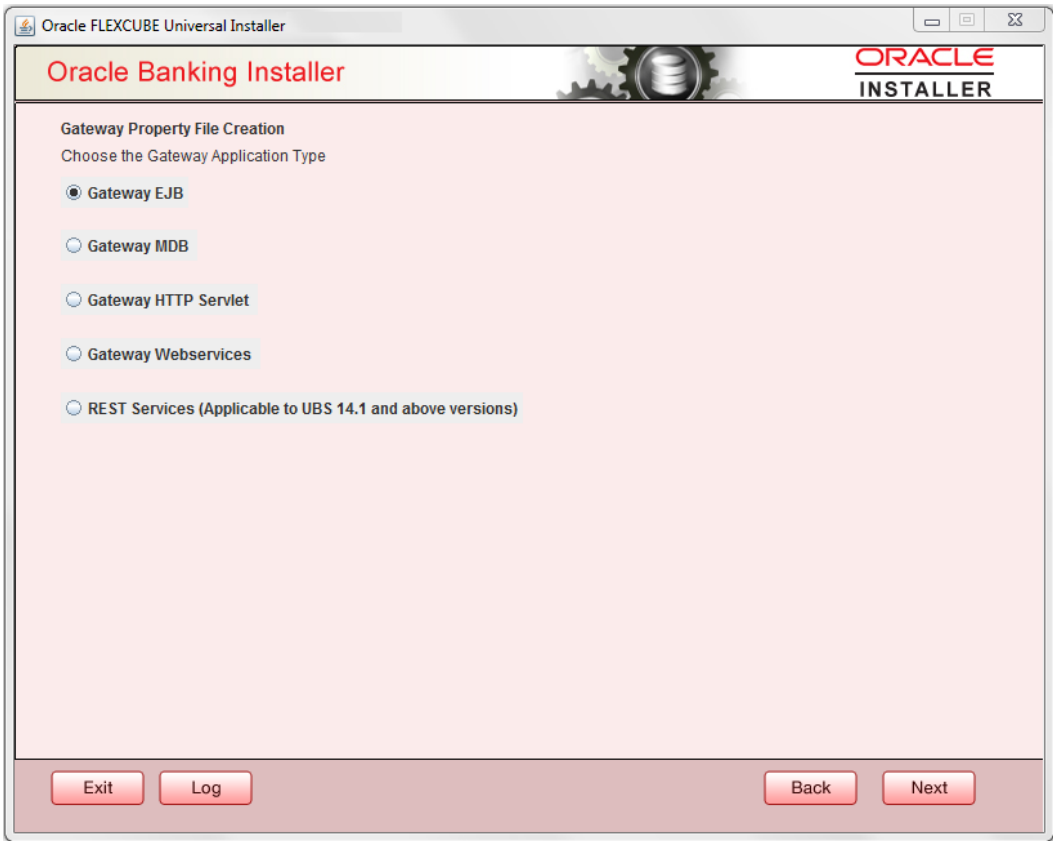 Oracle FLEXCUBE Universal Installer
Oracle Banking Installer
ORACLE
INSTALLER
Gateway Property File Creation
Choose the Gateway Application Type
Gateway EJB
Gateway MDB
Gateway HTTP Servlet
Gateway Webservices
REST Services (Applicable to UBS 14.1 and above versions)
Exit Log Back Next